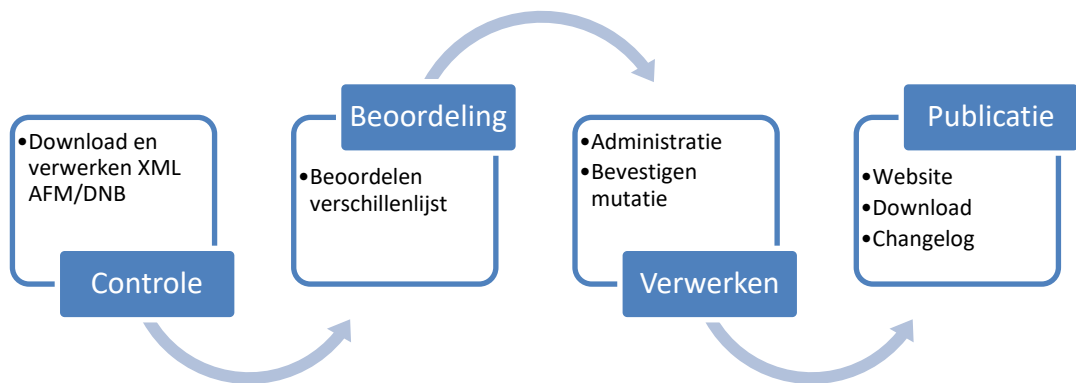 •Download en
verwerken XML
AFM/DNB
Controle
Beoordeling
•Beoordelen
verschillenlijst
•Administratie
•Bevestigen
mutatie
Verwerken
Publicatie
•Website
•Download
•Changelog